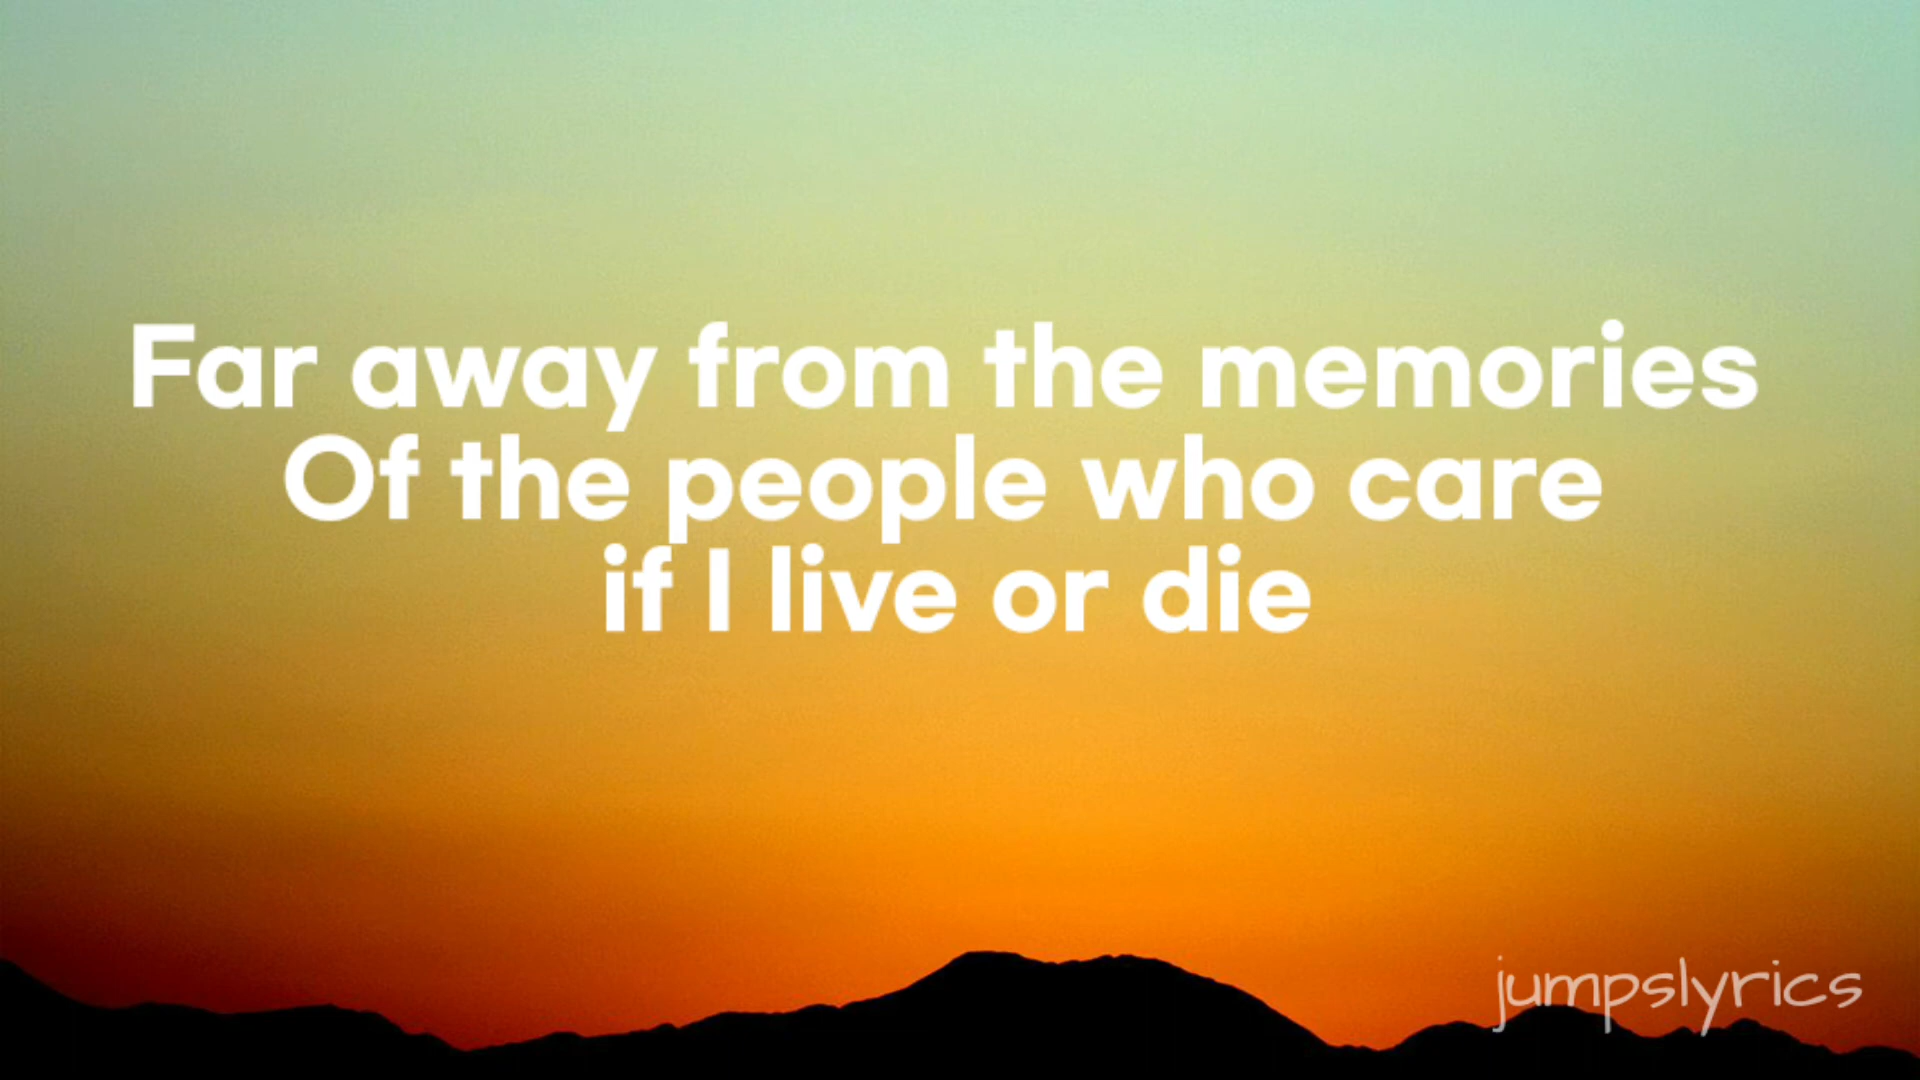 Far away from the memories
Of the people who care
if I live or die
jumpslyrics